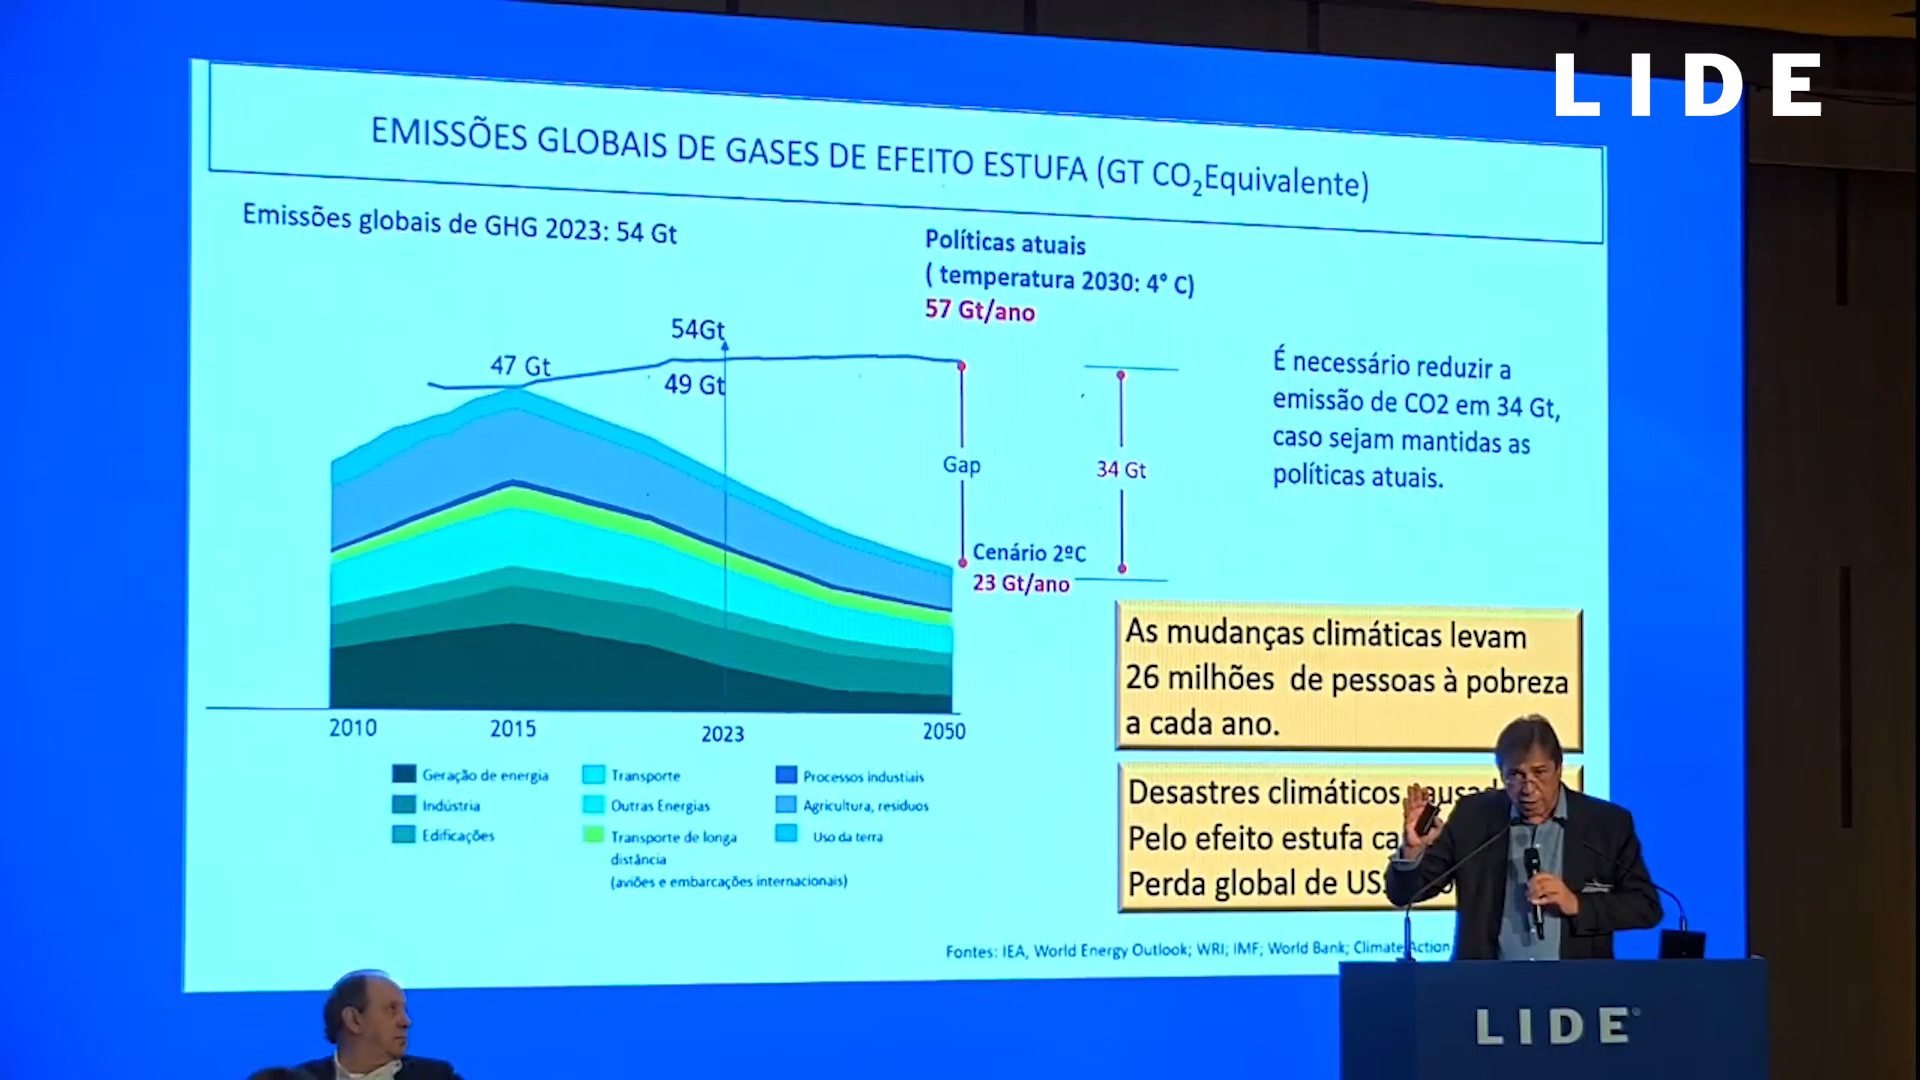 LIDE
EMISSÕES GLOBAIS DE GASES DE EFEITO ESTUFA (GT CO₂Equivalente)
Emissões globais de GHG 2023: 54 Gt
Políticas atuais
( temperatura 2030: 4° C)
57 Gt/ano
54Gt
47 Gt
49 Gt
É necessário reduzir a
emissão de CO2 em 34 Gt,
caso sejam mantidas as
políticas atuais.
Gap
34 Gt
Cenário 2ºC
23 Gt/ano
As mudanças climáticas levam
26 milhões de pessoas à pobreza
a cada ano.
2010
2015
2023
2050
Geração de energia
Indústria
Edificações
Transporte
Outras Energias
Transporte de longa
distância
(aviões e embarcações internacionais)
Processos industiais
Agricultura, residuos
Uso da terra
Desastres climáticos
Pelo efeito estufa
Perda global de
Fontes: IEA, World Energy Outlook; WRI; IMF; World Bank; Climate Action
LIDE